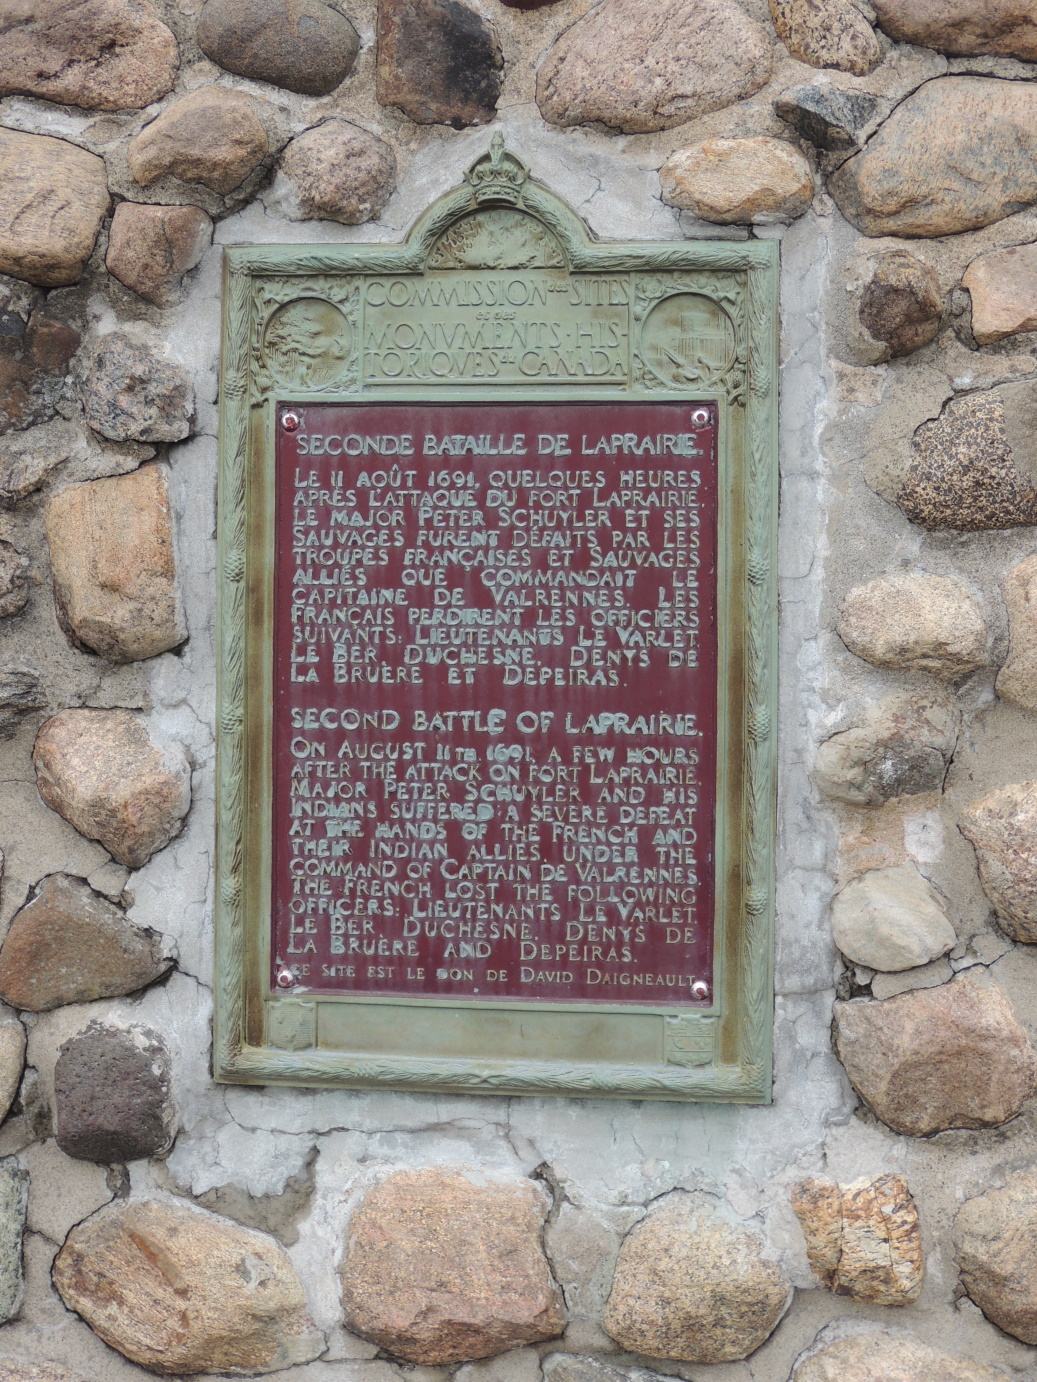 COMMISSION DES SITES
ET DES
MONVMENTS·HIS
TORIQVES DU CANADA
SECONDE BATAILLE DE LAPRAIRIE
LE 11 AOÛT 1691, QUELQUES HEURES
APRÈS L'ATTAQUE DU FORT LAPRAIRIE
LE MAJOR PETER SCHUYLER ET SES
SAUVAGES FURENT DÉFAITS PAR LES
TROUPES FRANÇAISES ET SAUVAGES
ALLIÉS QUE COMMANDAIT LE
CAPITAINE DE VALRENNES. LES
FRANÇAIS PERDIRENT LES OFFICIERS
SUIVANTS: LIEUTENANTS LE VARLET,
LE BER, DUCHESNE, DENYS DE
LA BRUÈRE ET DEPEIRAS.
SECOND BATTLE OF LAPRAIRIE.
ON AUGUST 11TH 1691, A FEW HOURS
AFTER THE ATTACK ON FORT LAPRAIRIE,
MAJOR PETER SCHUYLER AND HIS
INDIANS SUFFERED A SEVERE DEFEAT
AT THE HANDS OF THE FRENCH AND
THEIR INDIAN ALLIES, UNDER THE
COMMAND OF CAPTAIN DE VALRENNES
THE FRENCH LOST THE FOLLOWING
OFFICERS: LIEUTENANTS LE VARLET,
LE BER, DUCHESNE, DENYS DE
LA BRUÈRE AND DEPEIRAS.
CE SITE EST LE DON DE DAVID DAIGNEAULT